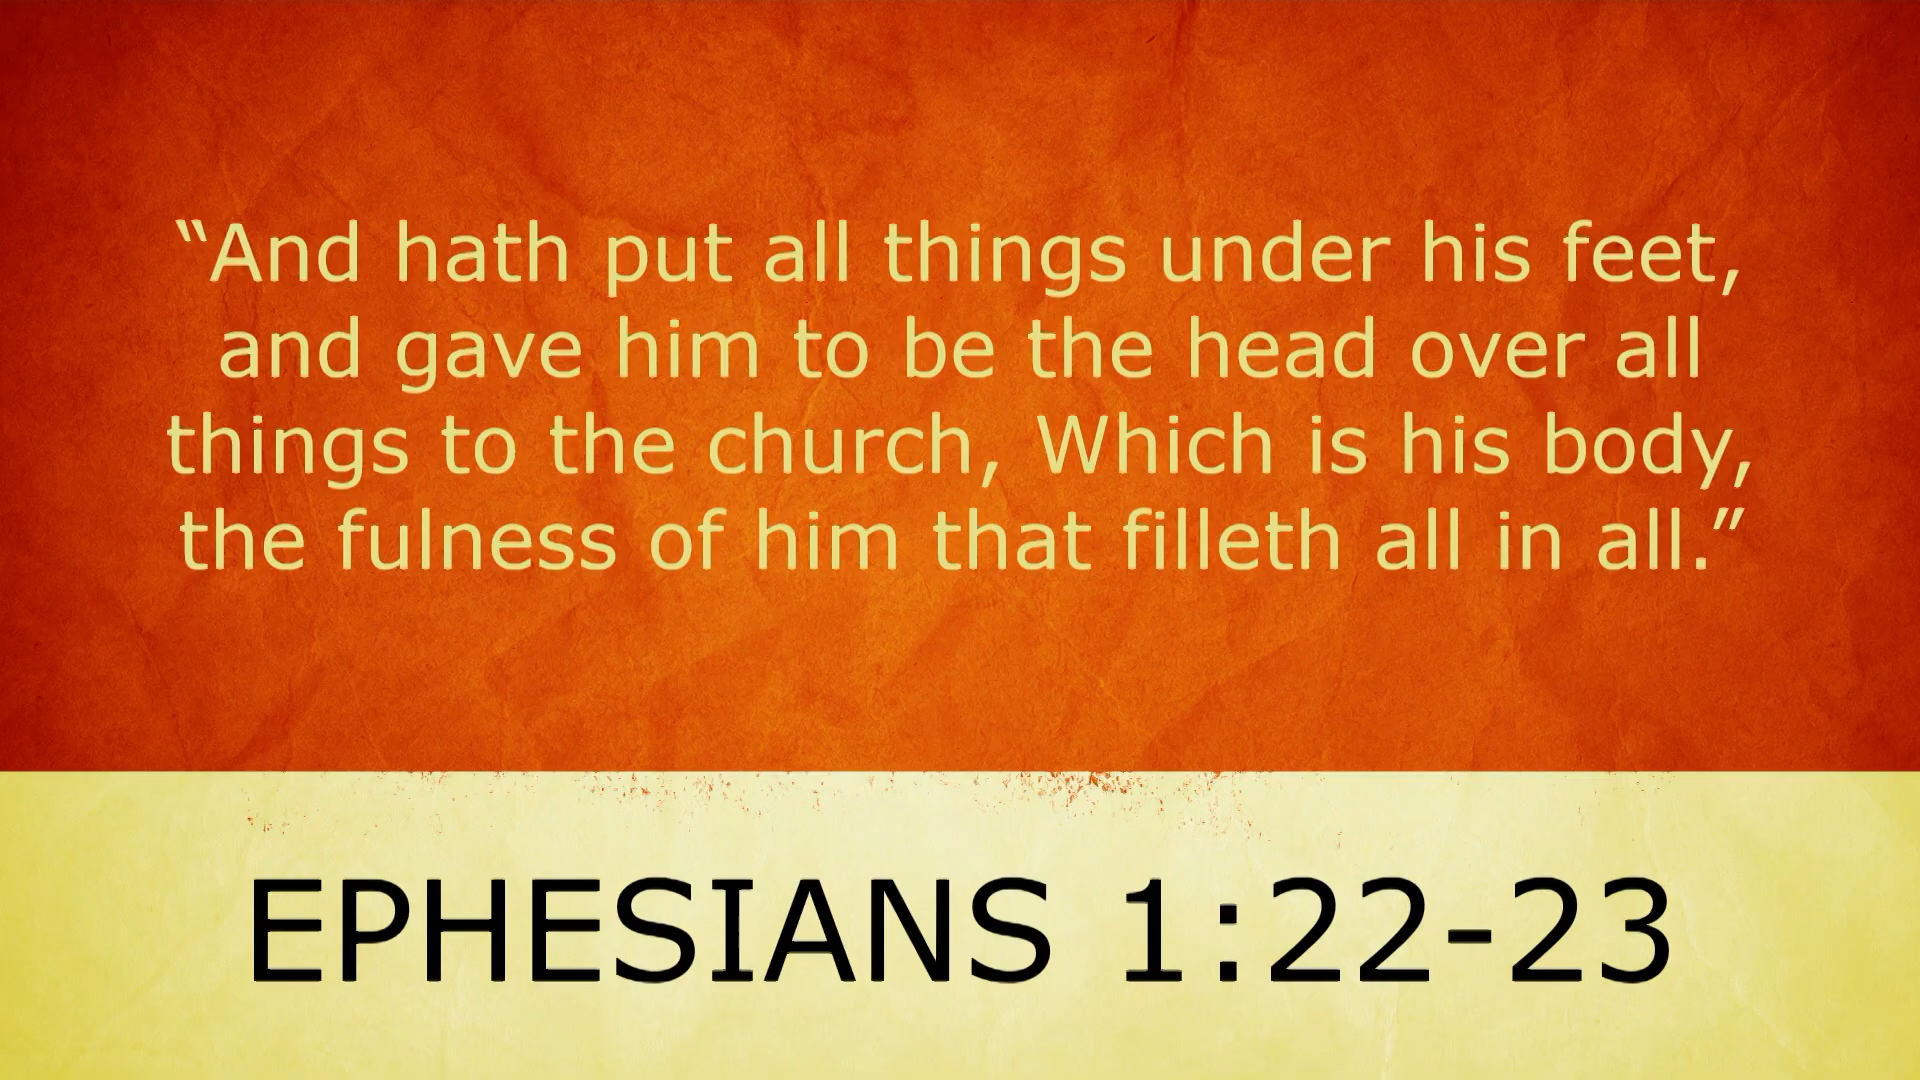 “And hath put all things under his feet,
and gave him to be the head over all
things to the church, Which is his body,
the fulness of him that filleth all in all.”
EPHESIANS 1:22-23